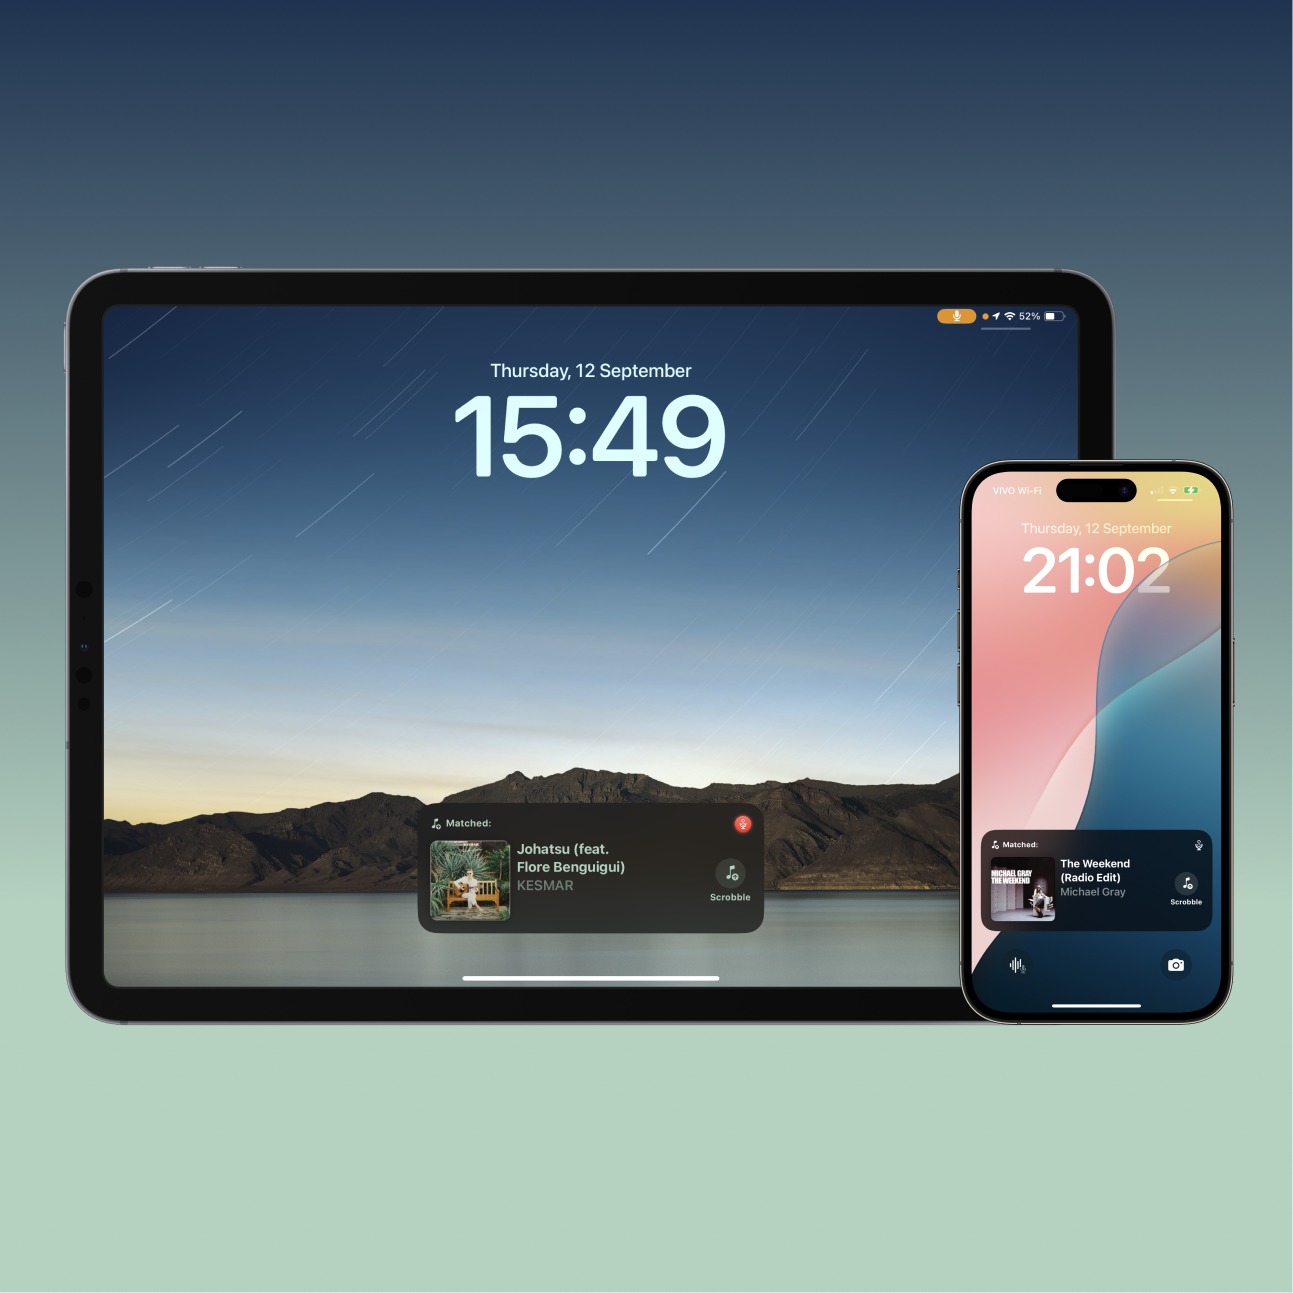 52%
Thursday, 12 September
15:49
Matched:
Johatsu (feat.
Flore Benguigui)
KESMAR
Scrobble
VIVO Wi-Fi
Thursday, 12 September
21:02
Matched:
MICHAEL GRAY
THE WEEKEND
The Weekend
(Radio Edit)
Michael Gray
Scrobble